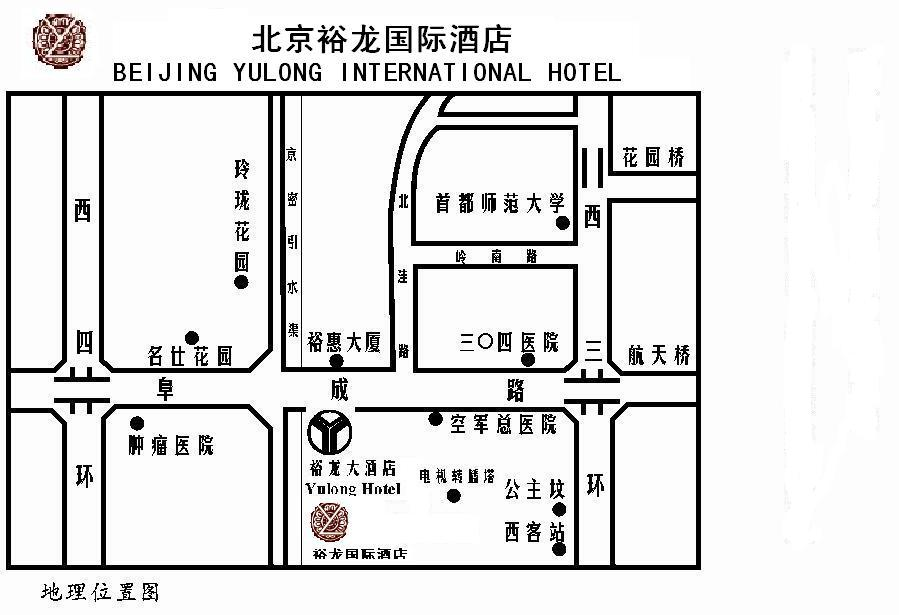 北京裕龙国际酒店
BEIJING YULONG INTERNATIONAL HOTEL
西四环
玲珑花园
京密引水渠
北洼路
首都师范大学
花园桥
西三环
岭南路
名仕花园
裕惠大厦
三〇四医院
航天桥
阜成路
肿瘤医院
空军总医院
裕龙大酒店
Yulong Hotel
电视转播塔
公主坟
西客站
裕龙国际酒店
地理位置图